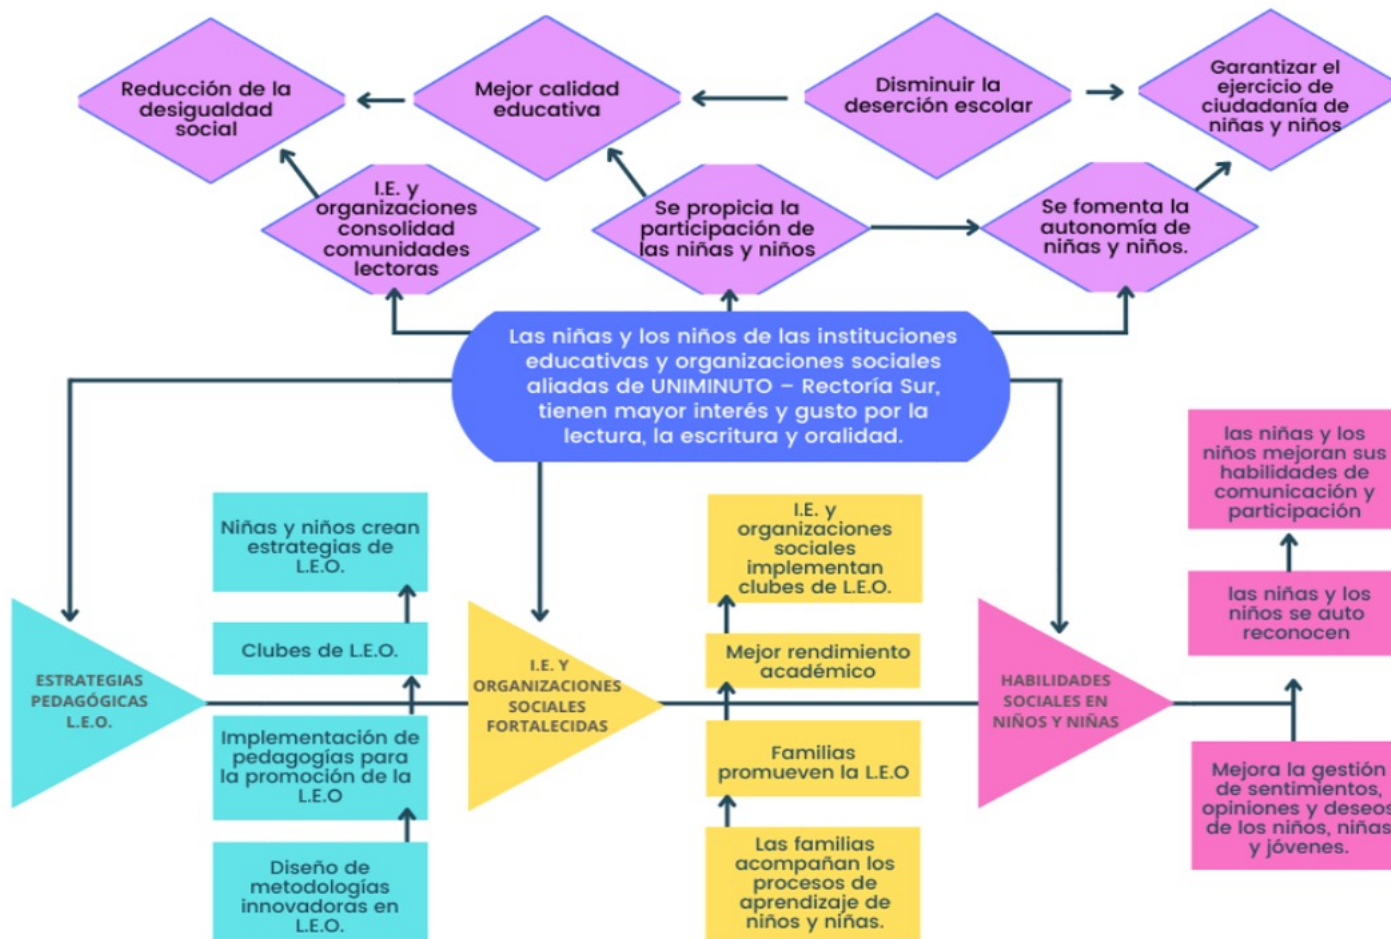 Reducción de la
desigualdad
social
Mejor calidad
educativa
Disminuir la
deserción escolar
Garantizar el
ejercicio de
ciudadanía de
niñas y niños
I.E. y
organizaciones
consolidad
comunidades
lectoras
Se propicia la
participación de
las niñas y niños
Se fomenta la
autonomía de
niñas y niños.
Las niñas y los niños de las instituciones
educativas y organizaciones sociales
aliadas de UNIMINUTO – Rectoría Sur,
tienen mayor interés y gusto por la
lectura, la escritura y oralidad.
ESTRATEGIAS
PEDAGÓGICAS
L.E.O.
Niñas y niños crean
estrategias de
L.E.O.
Clubes de L.E.O.
Implementación de
pedagogías para
la promoción de la
L.E.O
Diseño de
metodologías
innovadoras en
L.E.O.
I.E. Y
ORGANIZACIONES
SOCIALES
FORTALECIDAS
I.E. y
organizaciones
sociales
implementan
clubes de L.E.O.
Mejor rendimiento
académico
Familias
promueven la L.E.O
Las familias
acompañan los
procesos de
aprendizaje de
niños y niñas.
HABILIDADES
SOCIALES EN
NIÑOS Y NIÑAS
las niñas y los
niños mejoran sus
habilidades de
comunicación y
participación
las niñas y los
niños se auto
reconocen
Mejora la gestión
de sentimientos,
opiniones y deseos
de los niños, niñas
y jóvenes.